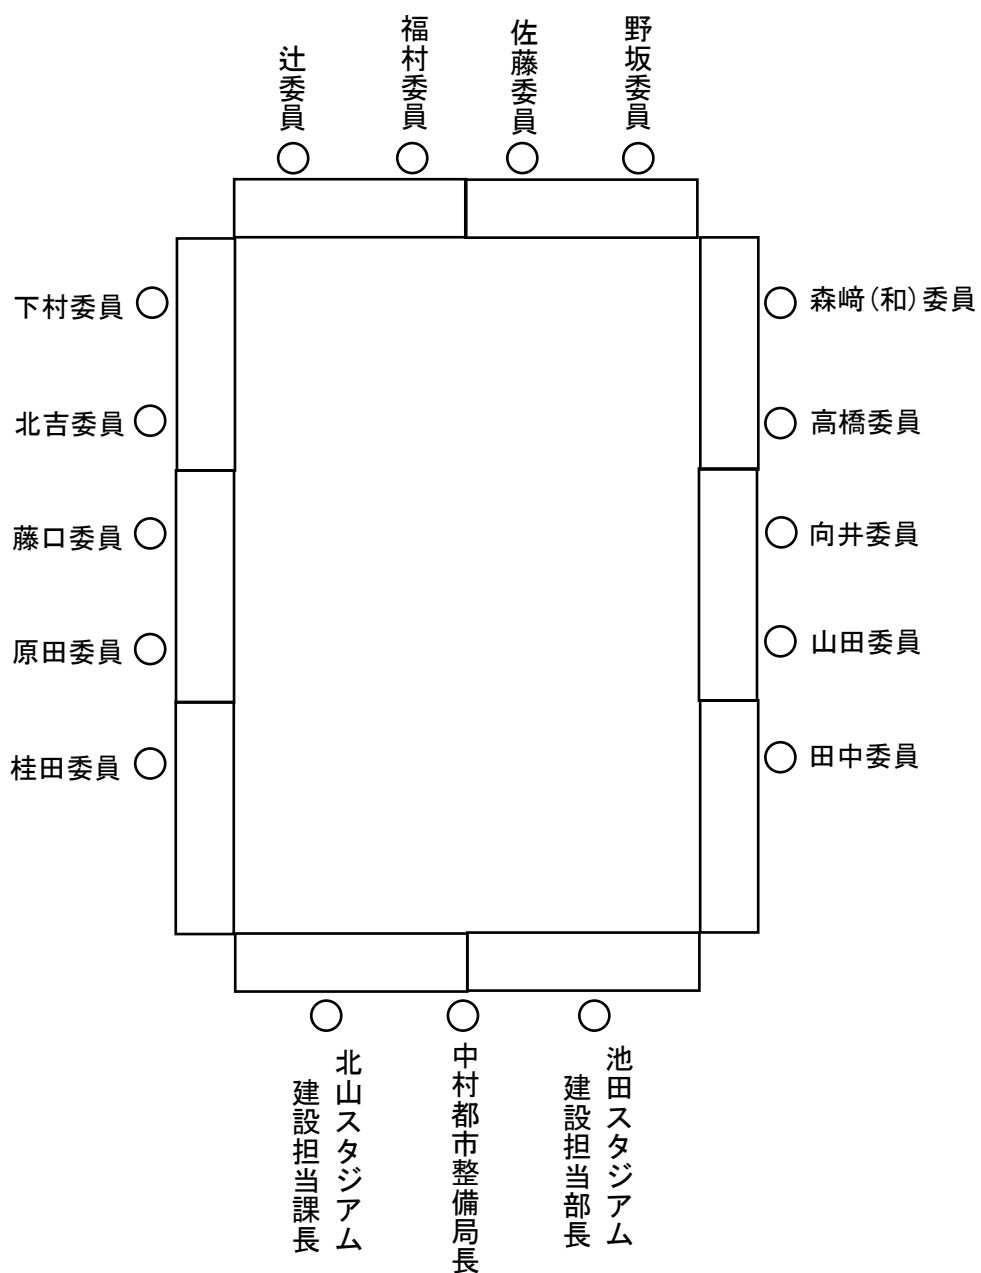 辻委員
福村委員
佐藤委員
野坂委員
下村委員
森﨑（和）委員
北吉委員
高橋委員
藤口委員
向井委員
原田委員
山田委員
桂田委員
田中委員
北山スタジアム
建設担当課長
中村都市整備局長
池田スタジアム
建設担当部長